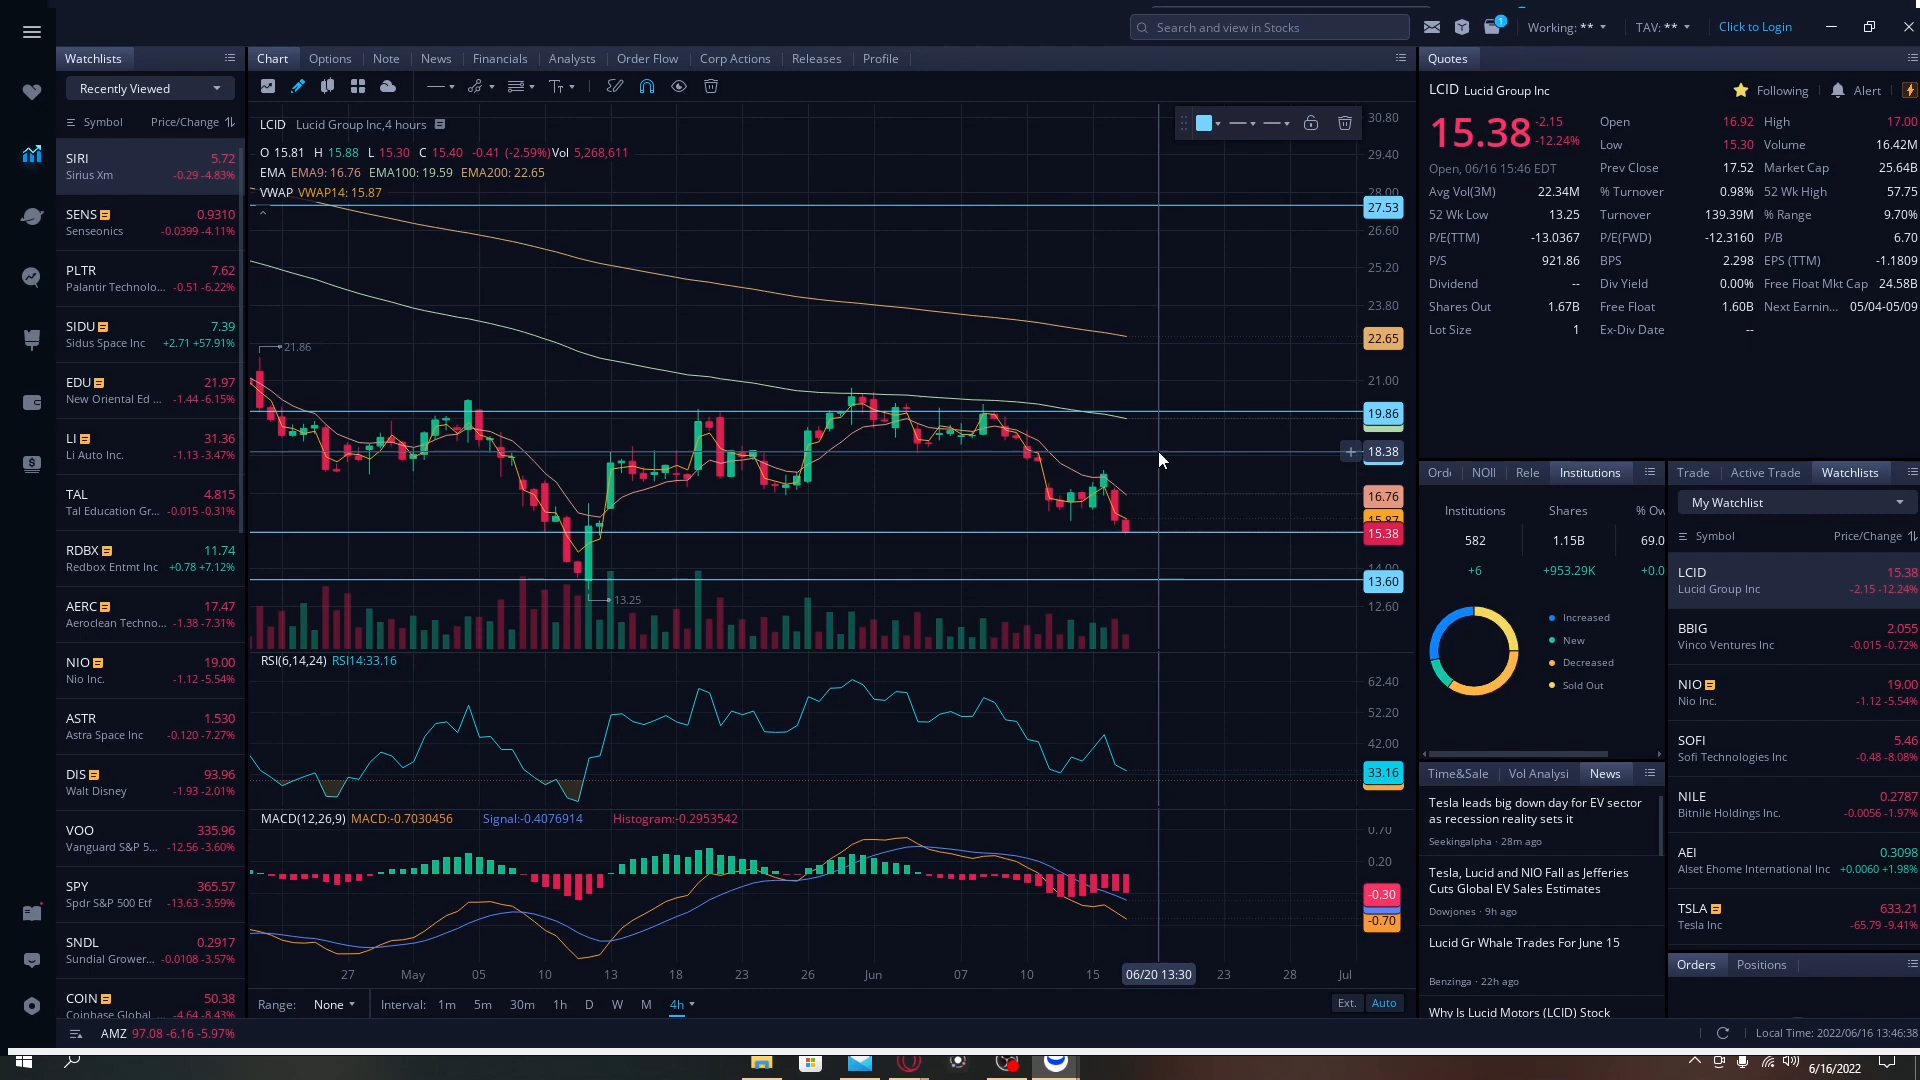 Search and view in Stocks
1
Working: **
TAV: **
Click to Login
Watchlists
Chart
Options
Note
News
Financials
Analysts
Order Flow
Corp Actions
Releases
Profile
Quotes
Recently Viewed
Symbol
Price/Change
SIRI 5.72
Sirius Xm -0.29 -4.83%
SENS 0.9310
Senseonics -0.0399 -4.11%
PLTR 7.62
Palantir Technolo... -0.51 -6.22%
SIDU 7.39
Sidus Space Inc +2.71 +57.91%
EDU 21.97
New Oriental Ed ... -1.44 -6.15%
LI 31.36
Li Auto Inc. -1.13 -3.47%
TAL 4.815
Tal Education Gr... -0.015 -0.31%
RDBX 11.74
Redbox Entmt Inc +0.78 +7.12%
AERC 17.47
Aeroclean Techno... -1.38 -7.31%
NIO 19.00
Nio Inc. -1.12 -5.54%
ASTR 1.530
Astra Space Inc -0.120 -7.27%
DIS 93.96
Walt Disney -1.93 -2.01%
VOO 335.96
Vanguard S&P 5... -12.56 -3.60%
SPY 365.57
Spdr S&P 500 Etf -13.63 -3.59%
SNDL 0.2917
Sundial Grower... -0.0108 -3.57%
COIN 50.38
Coinbase Global -4.64 -8.43%
AMZ 97.08 -6.16 -5.97%
LCID Lucid Group Inc,4 hours
O 15.81 H 15.88 L 15.30 C 15.40 -0.41 (-2.59%) Vol 5,268,611
EMA EMA9: 16.76 EMA100: 19.59 EMA200: 22.65
VWAP VWAP14: 15.87
21.86
13.25
30.80
29.40
28.00
27.53
26.60
25.20
23.80
22.65
21.00
19.86
18.38
16.76
15.87
15.38
14.00
13.60
12.60
RSI(6,14,24) RSI14:33.16
62.40
52.20
42.00
33.16
MACD(12,26,9) MACD:-0.7030456 Signal:-0.4076914 Histogram:-0.2953542
0.70
0.20
-0.30
-0.70
27 May 05 10 13 18 23 26 Jun 07 10 15 06/20 13:30 23 28 Jul
Range: None Interval: 1m 5m 30m 1h D W M 4h
Ext. Auto
LCID Lucid Group Inc
Following
Alert
15.38 -2.15
-12.24%
Open, 06/16 15:46 EDT
Open 16.92 High 17.00
Low 15.30 Volume 16.42M
Prev Close 17.52 Market Cap 25.64B
Avg Vol(3M) 22.34M % Turnover 0.98% 52 Wk High 57.75
52 Wk Low 13.25 Turnover 139.39M % Range 9.70%
P/E(TTM) -13.0367 P/E(FWD) -12.3160 P/B 6.70
P/S 921.86 BPS 2.298 EPS (TTM) -1.1809
Dividend -- Div Yield 0.00% Free Float Mkt Cap 24.58B
Shares Out 1.67B Free Float 1.60B Next Earnin... 05/04-05/09
Lot Size 1 Ex-Div Date --
Orde NOII Rele Institutions
Institutions Shares % Ow
582 1.15B 69.0
+6 +953.29K +0.0
Increased
New
Decreased
Sold Out
Time&Sale Vol Analysi News
Tesla leads big down day for EV sector
as recession reality sets it
Seekingalpha · 28m ago
Tesla, Lucid and NIO Fall as Jefferies
Cuts Global EV Sales Estimates
Dowjones · 9h ago
Lucid Gr Whale Trades For June 15
Benzinga · 22h ago
Why Is Lucid Motors (LCID) Stock
Trade Active Trade Watchlists
My Watchlist
Symbol Price/Change
LCID 15.38
Lucid Group Inc -2.15 -12.24%
BBIG 2.055
Vinco Ventures Inc -0.015 -0.72%
NIO 19.00
Nio Inc. -1.12 -5.54%
SOFI 5.46
Sofi Technologies Inc -0.48 -8.08%
NILE 0.2787
Bitnile Holdings Inc. -0.0056 -1.97%
AEI 0.3098
Alset Ehome International Inc +0.0060 +1.98%
TSLA 633.21
Tesla Inc -65.79 -9.41%
Orders Positions
Local Time: 2022/06/16 13:46:38
6/16/2022